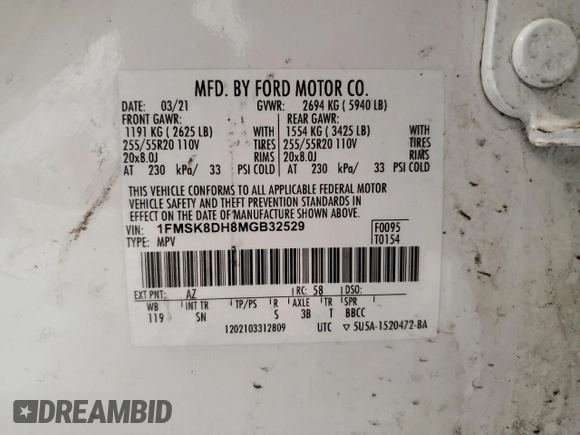 MFD. BY FORD MOTOR CO.
DATE: 03/21 GVWR: 2694 KG ( 5940 LB)
FRONT GAWR: REAR GAWR:
1191 KG ( 2625 LB) WITH 1554 KG ( 3425 LB) WITH
255/55R20 110V TIRES 255/55R20 110V TIRES
20x8.0J RIMS 20x8.0J RIMS
AT 230 kPa/ 33 PSI COLD AT 230 kPa/ 33 PSI COLD
THIS VEHICLE CONFORMS TO ALL APPLICABLE FEDERAL MOTOR
VEHICLE SAFETY AND THEFT PREVENTION STANDARDS IN
EFFECT ON THE DATE OF MANUFACTURE SHOWN ABOVE.
VIN: 1FMSK8DH8MGB32529 F0095
TYPE: MPV T0154
EXT PNT: AZ RC: 58 DSO:
WB INT TR TP/PS R AXLE TR SPR
119 SN S 3B T BBCC
1202103312809 UTC 5U5A-1520472-BA
DREAMBID